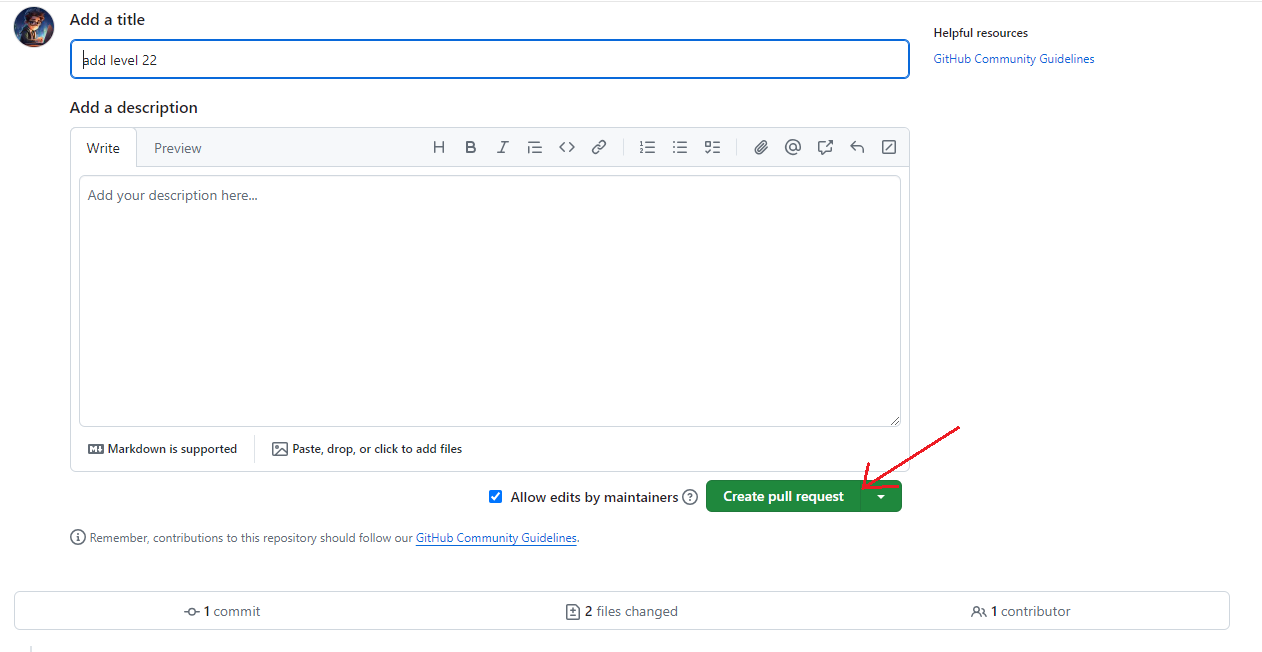 Add a title
Helpful resources
add level 22
GitHub Community Guidelines
Add a description
Write Preview
Add your description here...
Markdown is supported Paste, drop, or click to add files
Allow edits by maintainers Create pull request
Remember, contributions to this repository should follow our GitHub Community Guidelines.
1 commit 2 files changed 1 contributor